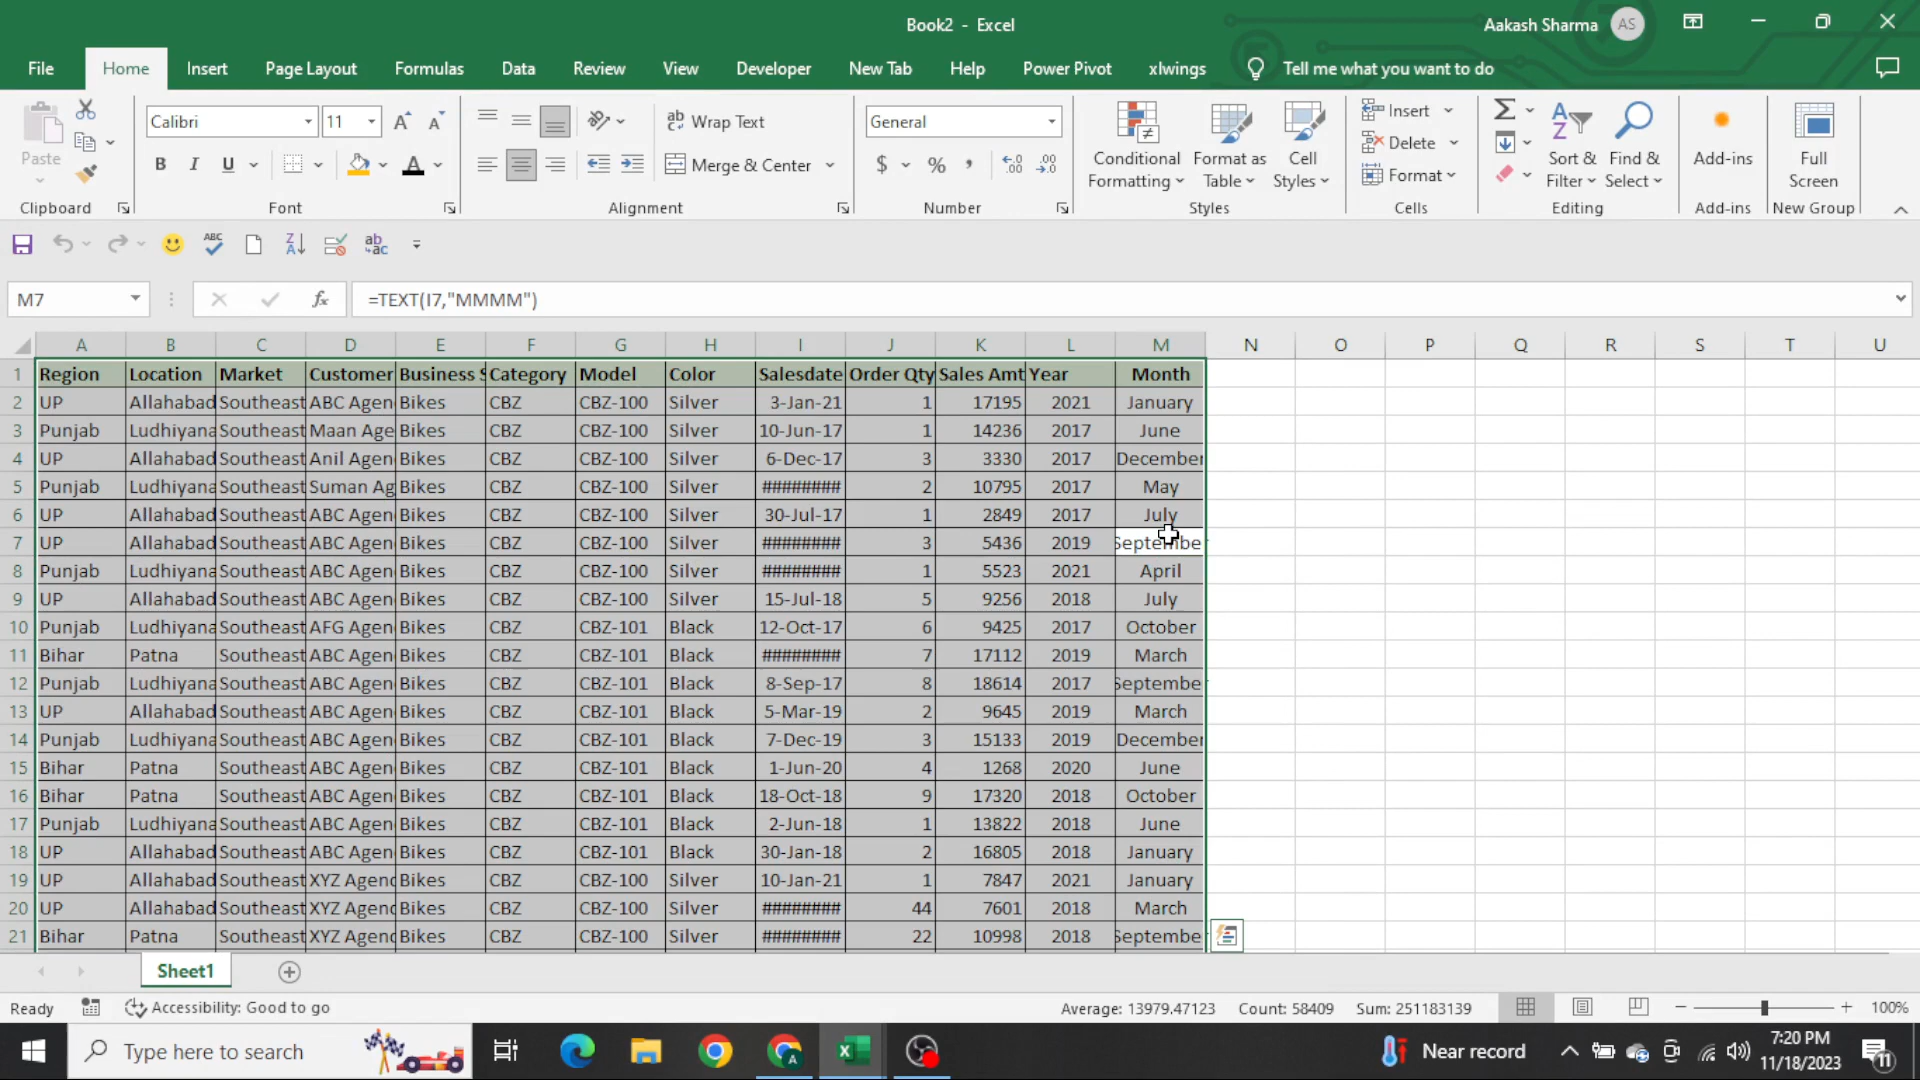 Book2 - Excel
Aakash Sharma AS
File Home Insert Page Layout Formulas Data Review View Developer New Tab Help Power Pivot xlwings Tell me what you want to do
Paste
Calibri 11
Wrap Text
General
Conditional Formatting
Format as Table
Cell Styles
Insert
Delete
Format
Sort & Filter
Find & Select
Add-ins
Full Screen
B I U
Merge & Center
Clipboard Font Alignment Number Styles Cells Editing Add-ins New Group
M7 fx =TEXT(I7,"MMMM")
A B C D E F G H I J K L M N O P Q R S T U
1 Region Location Market Customer Business S Category Model Color Salesdate Order Qty Sales Amt Year Month
2 UP Allahabad Southeast ABC Agen Bikes CBZ CBZ-100 Silver 3-Jan-21 1 17195 2021 January
3 Punjab Ludhiyana Southeast Maan Age Bikes CBZ CBZ-100 Silver 10-Jun-17 1 14236 2017 June
4 UP Allahabad Southeast Anil Agen Bikes CBZ CBZ-100 Silver 6-Dec-17 3 3330 2017 December
5 Punjab Ludhiyana Southeast Suman Ag Bikes CBZ CBZ-100 Silver ######## 2 10795 2017 May
6 UP Allahabad Southeast ABC Agen Bikes CBZ CBZ-100 Silver 30-Jul-17 1 2849 2017 July
7 UP Allahabad Southeast ABC Agen Bikes CBZ CBZ-100 Silver ######## 3 5436 2019 Septembe
8 Punjab Ludhiyana Southeast ABC Agen Bikes CBZ CBZ-100 Silver ######## 1 5523 2021 April
9 UP Allahabad Southeast ABC Agen Bikes CBZ CBZ-100 Silver 15-Jul-18 5 9256 2018 July
10 Punjab Ludhiyana Southeast AFG Agen Bikes CBZ CBZ-101 Black 12-Oct-17 6 9425 2017 October
11 Bihar Patna Southeast ABC Agen Bikes CBZ CBZ-101 Black ######## 7 17112 2019 March
12 Punjab Ludhiyana Southeast ABC Agen Bikes CBZ CBZ-101 Black 8-Sep-17 8 18614 2017 Septembe
13 UP Allahabad Southeast ABC Agen Bikes CBZ CBZ-101 Black 5-Mar-19 2 9645 2019 March
14 Punjab Ludhiyana Southeast ABC Agen Bikes CBZ CBZ-101 Black 7-Dec-19 3 15133 2019 December
15 Bihar Patna Southeast ABC Agen Bikes CBZ CBZ-101 Black 1-Jun-20 4 1268 2020 June
16 Bihar Patna Southeast ABC Agen Bikes CBZ CBZ-101 Black 18-Oct-18 9 17320 2018 October
17 Punjab Ludhiyana Southeast ABC Agen Bikes CBZ CBZ-101 Black 2-Jun-18 1 13822 2018 June
18 UP Allahabad Southeast ABC Agen Bikes CBZ CBZ-101 Black 30-Jan-18 2 16805 2018 January
19 UP Allahabad Southeast XYZ Agenc Bikes CBZ CBZ-100 Silver 10-Jan-21 1 7847 2021 January
20 UP Allahabad Southeast XYZ Agenc Bikes CBZ CBZ-100 Silver ######## 44 7601 2018 March
21 Bihar Patna Southeast XYZ Agenc Bikes CBZ CBZ-100 Silver ######## 22 10998 2018 Septembe
Sheet1
Ready Accessibility: Good to go Average: 13979.47123 Count: 58409 Sum: 251183139 100%
Type here to search
Near record
7:20 PM
11/18/2023
11